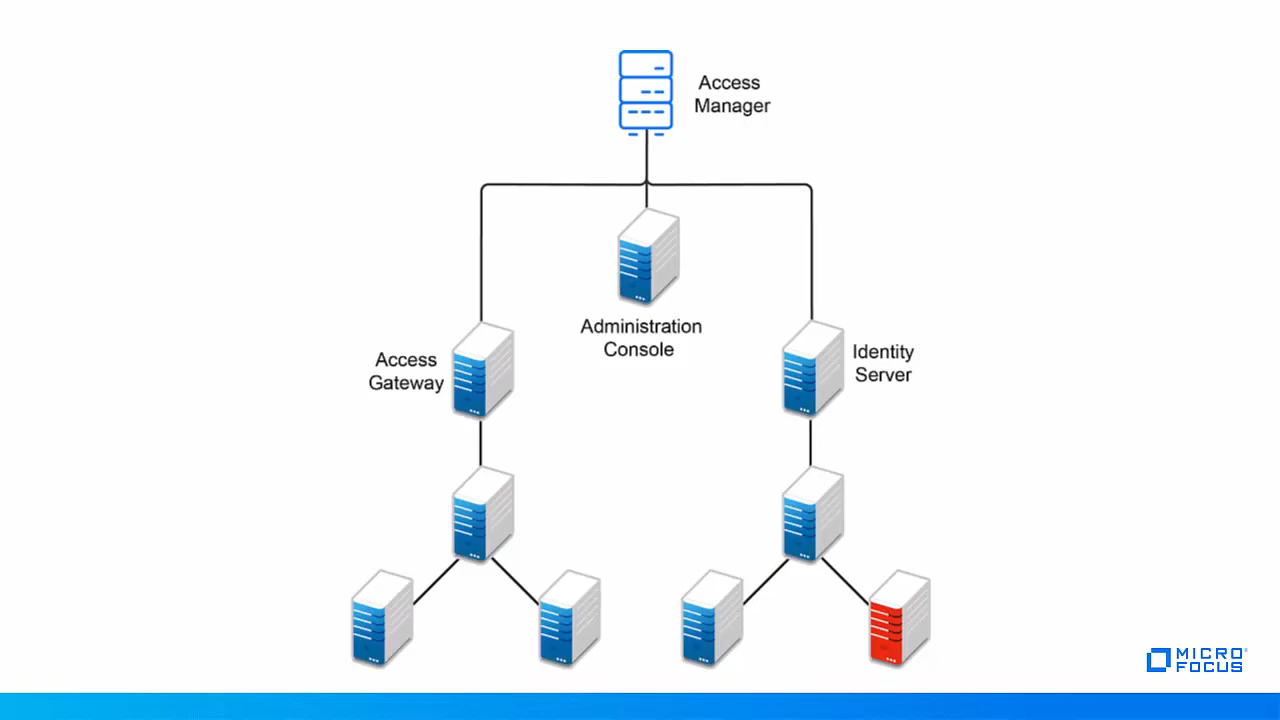 Access
Manager
Administration
Console
Access
Gateway
Identity
Server
MICRO
FOCUS